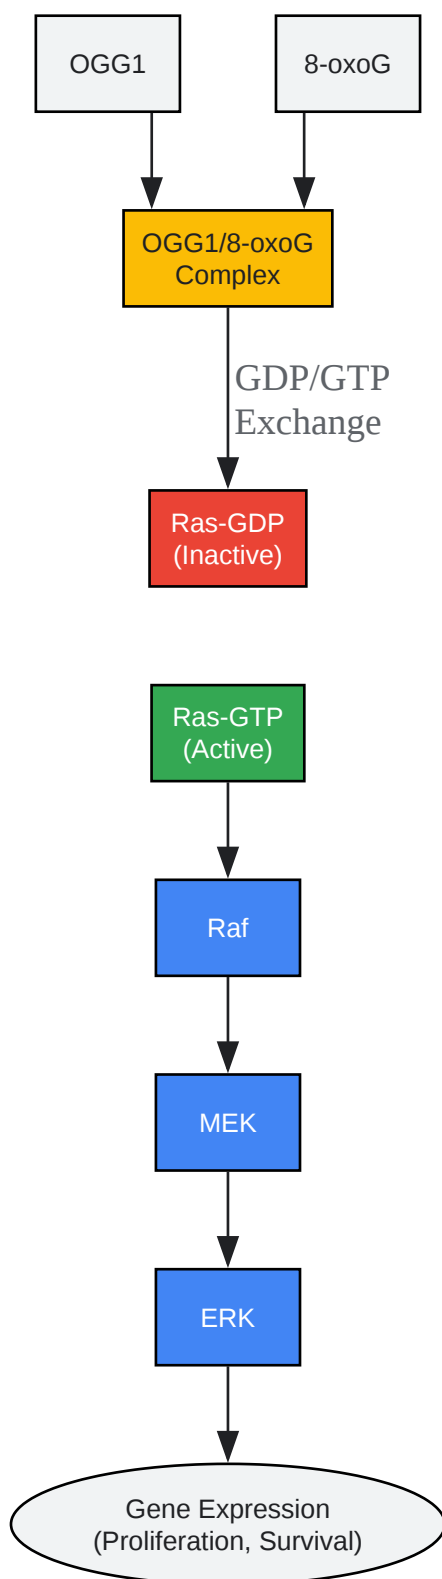 OGG1
8-oxoG
OGG1/8-oxoG
Complex
GDP/GTP
Exchange
Ras-GDP
(Inactive)
Ras-GTP
(Active)
Raf
MEK
ERK
Gene Expression
(Proliferation, Survival)